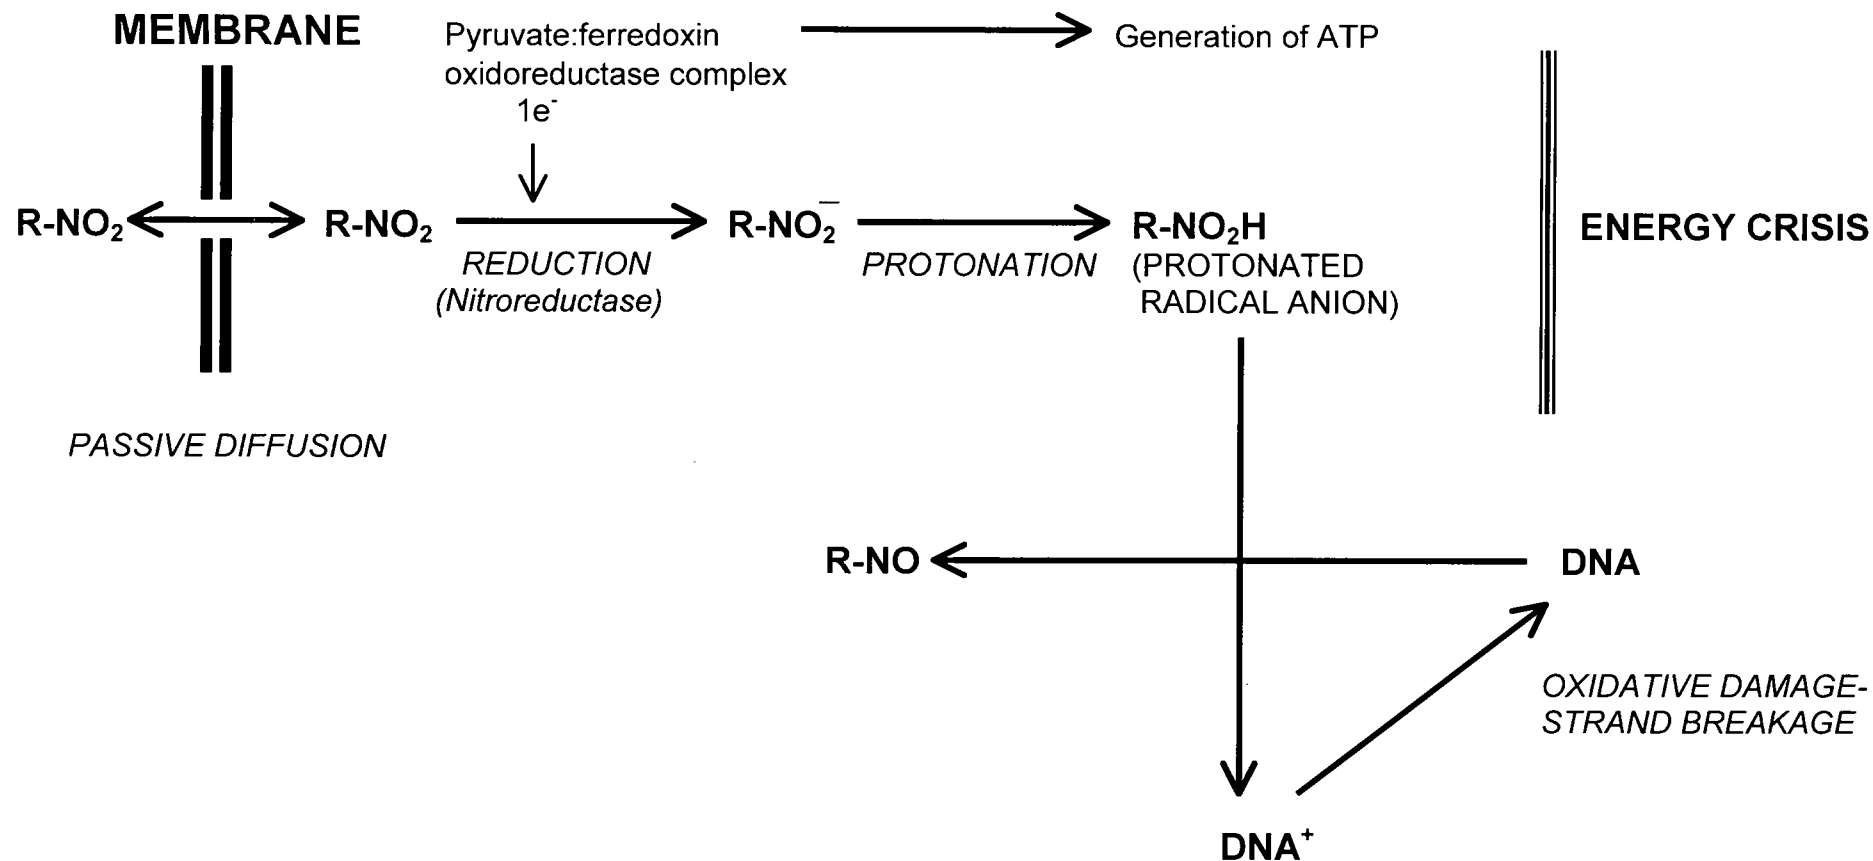 MEMBRANE
Pyruvate:ferredoxin
oxidoreductase complex
1e⁻
Generation of ATP
R-NO₂
R-NO₂
REDUCTION
(Nitroreductase)
R-NO₂⁻
PROTONATION
R-NO₂H
(PROTONATED
RADICAL ANION)
ENERGY CRISIS
PASSIVE DIFFUSION
R-NO
DNA
OXIDATIVE DAMAGE-
STRAND BREAKAGE
DNA⁺